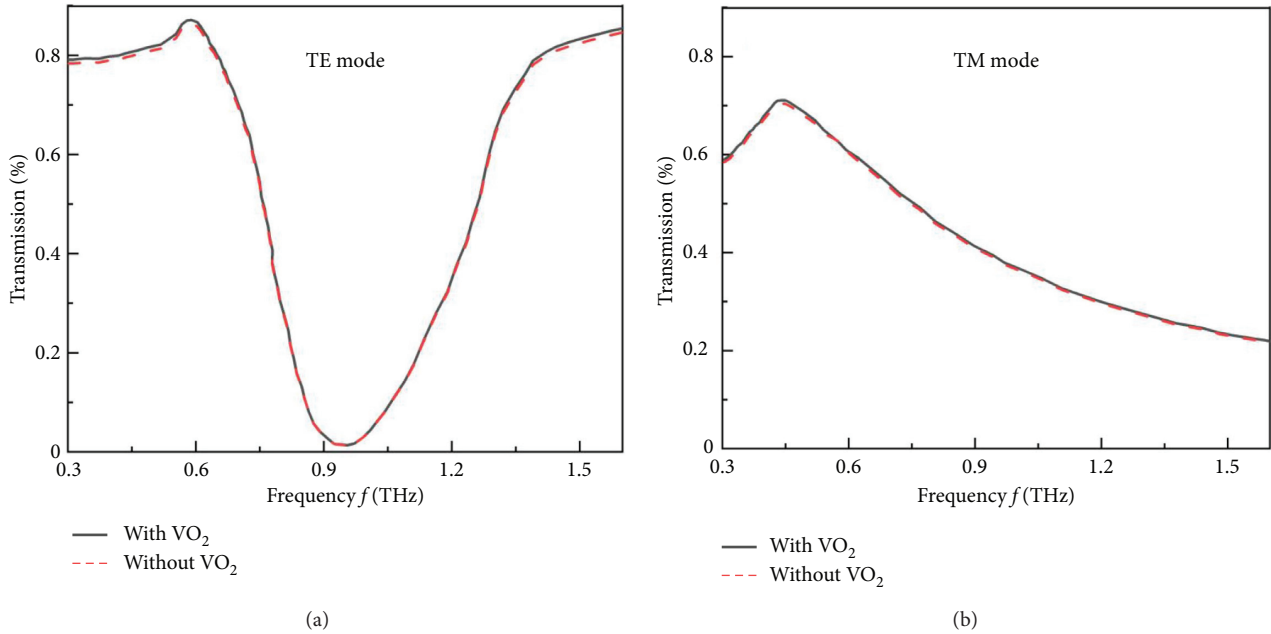 TE mode
Transmission (%)
0.8
0.6
0.4
0.2
0
0.3 0.6 0.9 1.2 1.5
Frequency f (THz)
With VO₂
Without VO₂
(a)
TM mode
Transmission (%)
0.8
0.6
0.4
0.2
0
0.3 0.6 0.9 1.2 1.5
Frequency f (THz)
With VO₂
Without VO₂
(b)